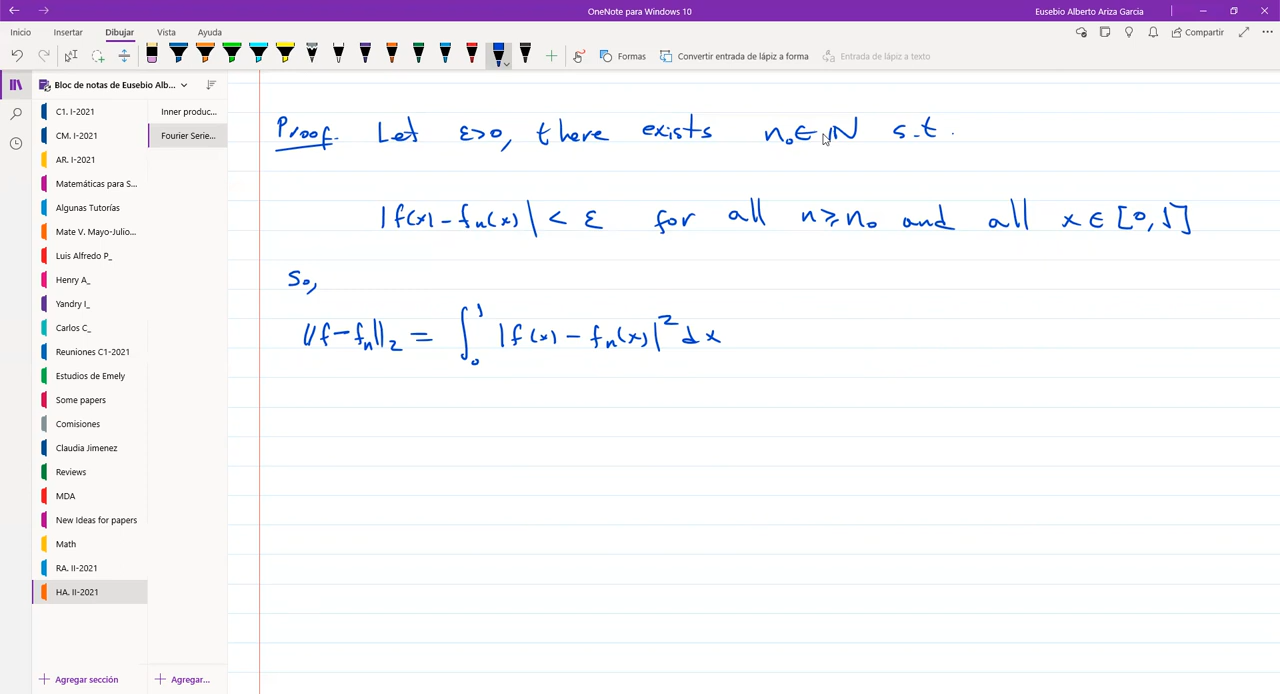 OneNote para Windows 10
Eusebio Alberto Ariza Garcia
Inicio Insertar Dibujar Vista Ayuda
Compartir
Formas Convertir entrada de lápiz a forma Entrada de lápiz a texto
Bloc de notas de Eusebio Alb...
C1. I-2021
CM. I-2021
AR. I-2021
Matemáticas para S...
Algunas Tutorías
Mate V. Mayo-Julio...
Luis Alfredo P_
Henry A_
Yandry I_
Carlos C_
Reuniones C1-2021
Estudios de Emely
Some papers
Comisiones
Claudia Jimenez
Reviews
MDA
New Ideas for papers
Math
RA. II-2021
HA. II-2021
Agregar sección
Inner produc...
Fourier Serie...
Agregar...
Proof. Let ε>0, there exists n₀∈ℕ s.t.
|f(x) - fₙ(x)| < ε for all n≥n₀ and all x∈[0,1]
So,
‖f-fₙ‖₂ = ∫₀¹ |f(x) - fₙ(x)|² dx